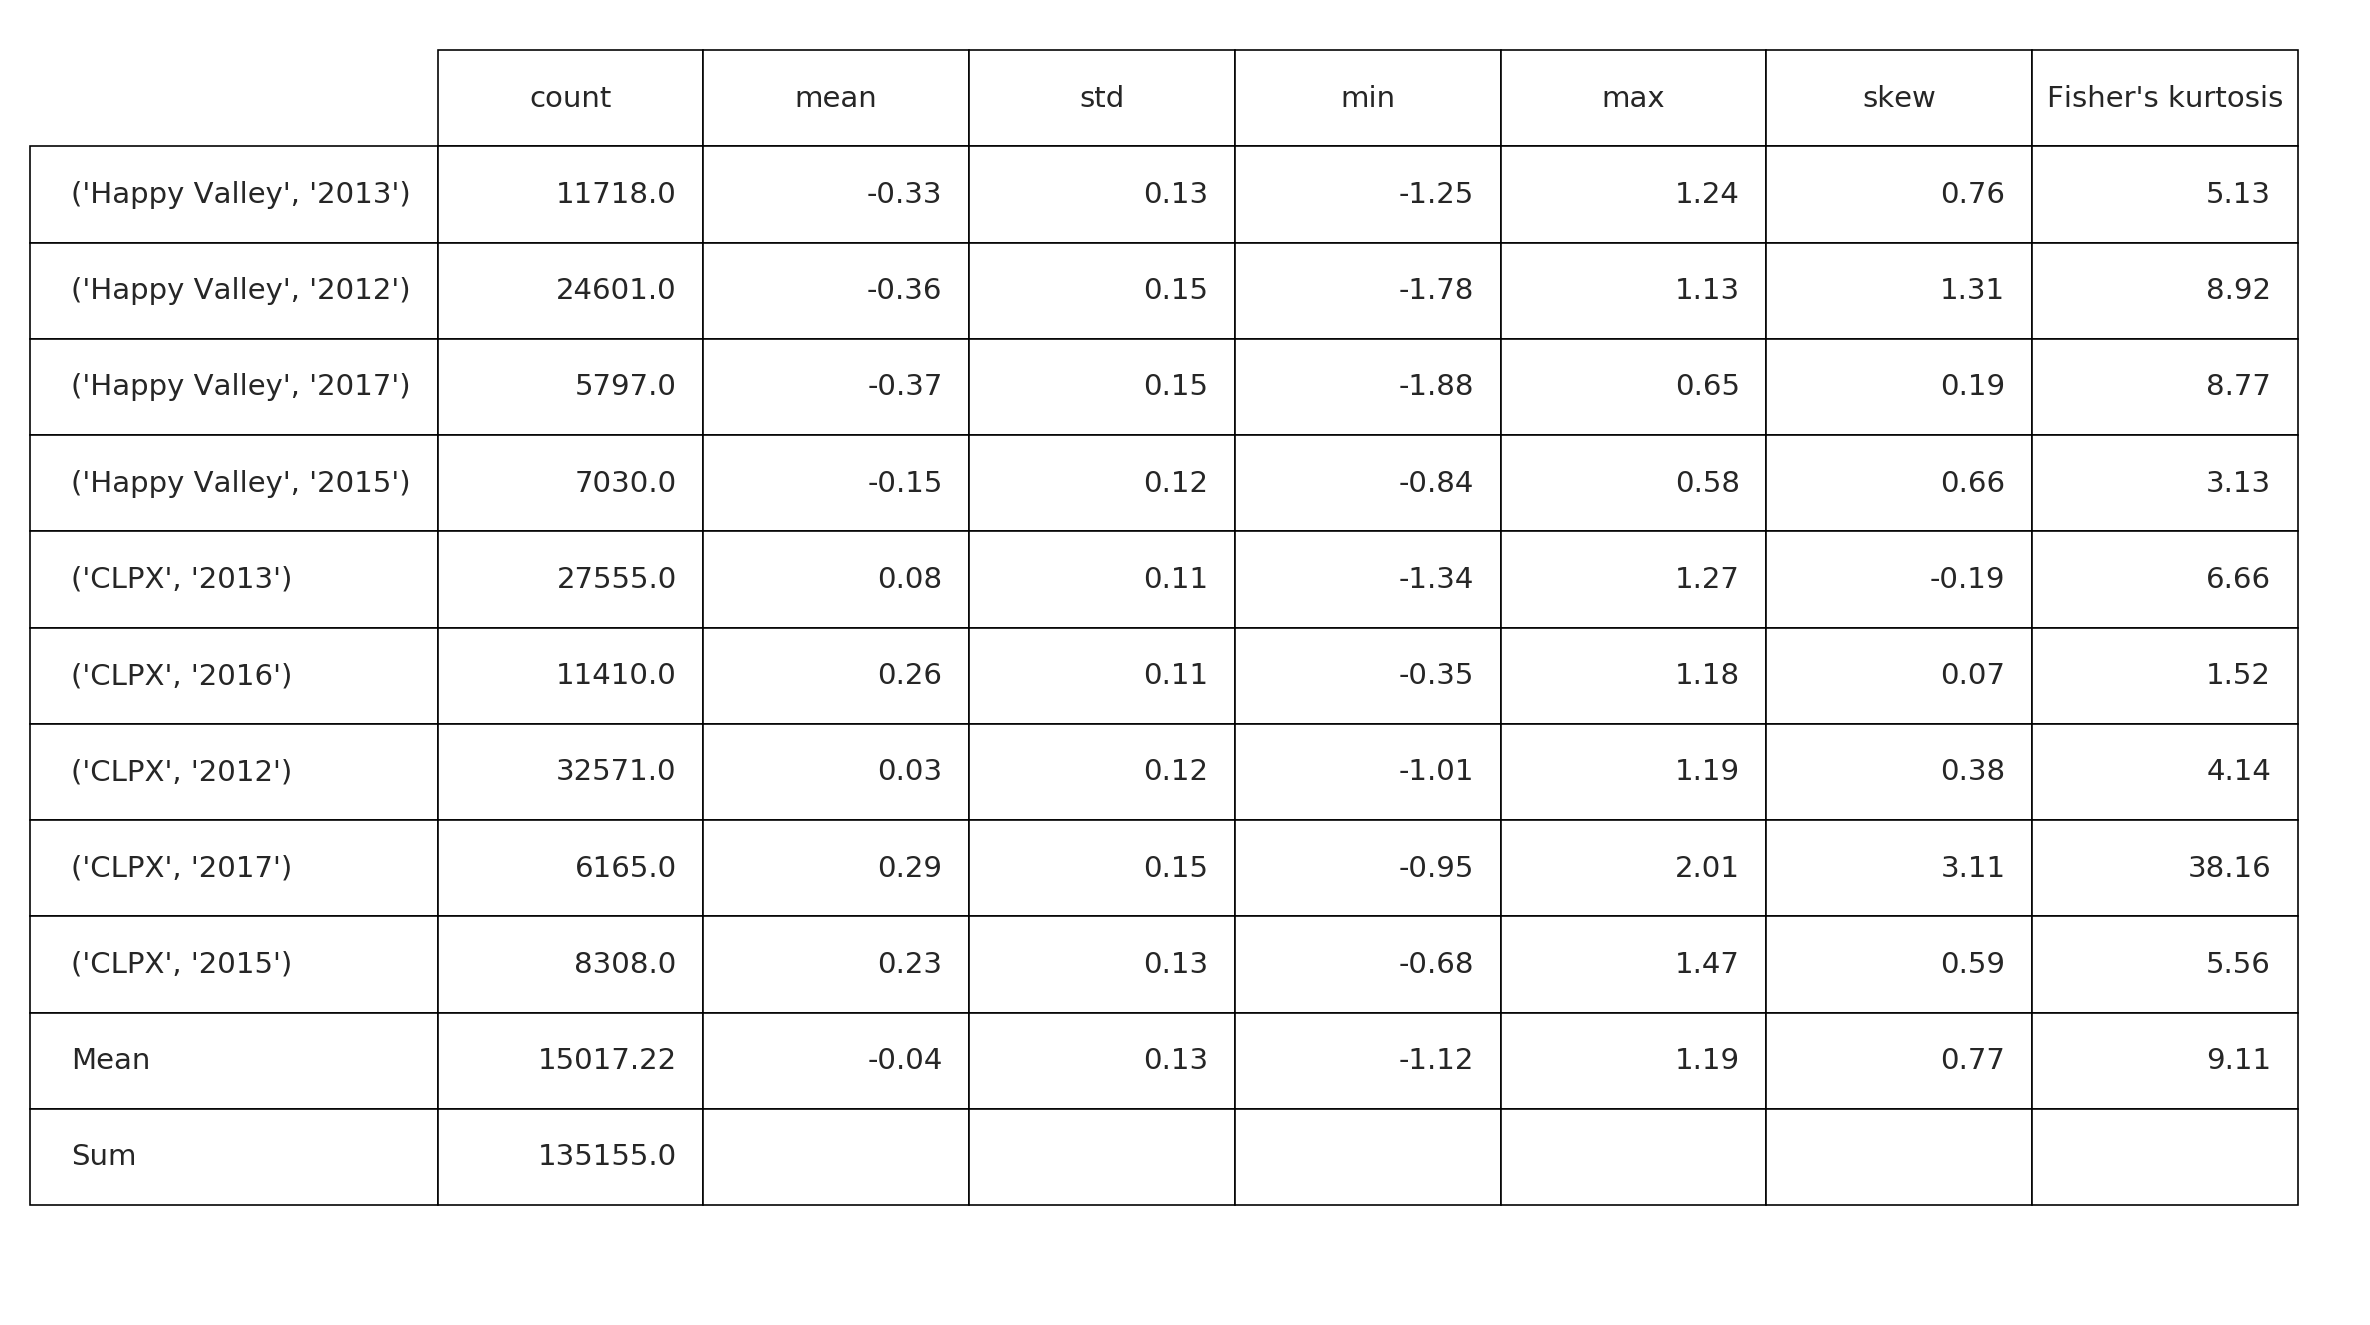 count mean std min max skew Fisher's kurtosis
('Happy Valley', '2013') 11718.0 -0.33 0.13 -1.25 1.24 0.76 5.13
('Happy Valley', '2012') 24601.0 -0.36 0.15 -1.78 1.13 1.31 8.92
('Happy Valley', '2017') 5797.0 -0.37 0.15 -1.88 0.65 0.19 8.77
('Happy Valley', '2015') 7030.0 -0.15 0.12 -0.84 0.58 0.66 3.13
('CLPX', '2013') 27555.0 0.08 0.11 -1.34 1.27 -0.19 6.66
('CLPX', '2016') 11410.0 0.26 0.11 -0.35 1.18 0.07 1.52
('CLPX', '2012') 32571.0 0.03 0.12 -1.01 1.19 0.38 4.14
('CLPX', '2017') 6165.0 0.29 0.15 -0.95 2.01 3.11 38.16
('CLPX', '2015') 8308.0 0.23 0.13 -0.68 1.47 0.59 5.56
Mean 15017.22 -0.04 0.13 -1.12 1.19 0.77 9.11
Sum 135155.0